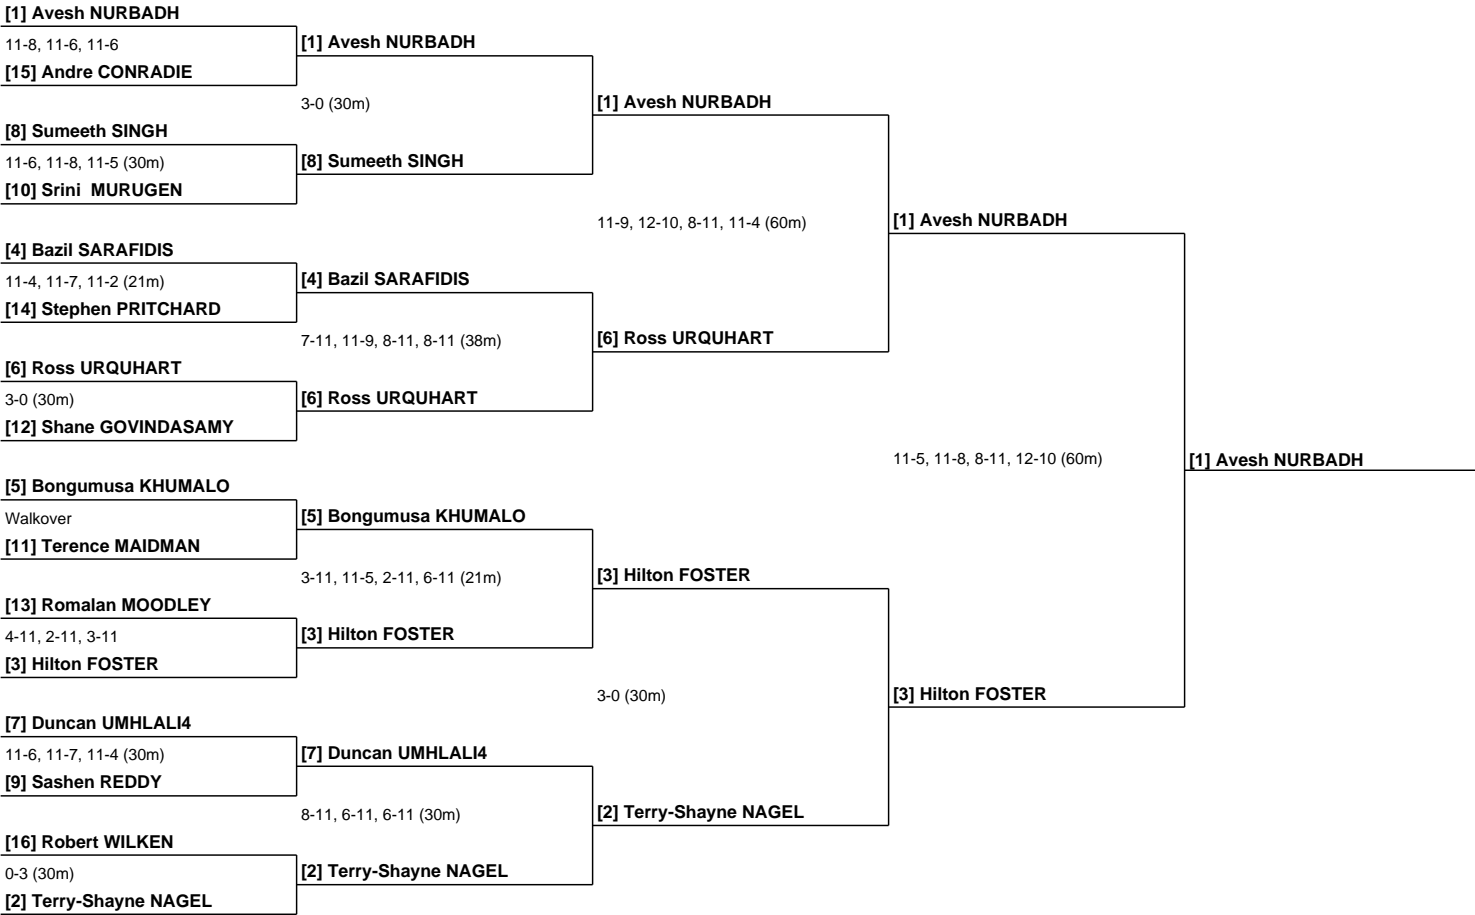 [1] Avesh NURBADH
11-8, 11-6, 11-6
[15] Andre CONRADIE
[8] Sumeeth SINGH
11-6, 11-8, 11-5 (30m)
[10] Srini  MURUGEN
[4] Bazil SARAFIDIS
11-4, 11-7, 11-2 (21m)
[14] Stephen PRITCHARD
[6] Ross URQUHART
3-0 (30m)
[12] Shane GOVINDASAMY
[5] Bongumusa KHUMALO
Walkover
[11] Terence MAIDMAN
[13] Romalan MOODLEY
4-11, 2-11, 3-11
[3] Hilton FOSTER
[7] Duncan UMHLALI4
11-6, 11-7, 11-4 (30m)
[9] Sashen REDDY
[16] Robert WILKEN
0-3 (30m)
[2] Terry-Shayne NAGEL
[1] Avesh NURBADH
3-0 (30m)
[8] Sumeeth SINGH
[4] Bazil SARAFIDIS
7-11, 11-9, 8-11, 8-11 (38m)
[6] Ross URQUHART
[5] Bongumusa KHUMALO
3-11, 11-5, 2-11, 6-11 (21m)
[3] Hilton FOSTER
[7] Duncan UMHLALI4
8-11, 6-11, 6-11 (30m)
[2] Terry-Shayne NAGEL
[1] Avesh NURBADH
11-9, 12-10, 8-11, 11-4 (60m)
[6] Ross URQUHART
[3] Hilton FOSTER
3-0 (30m)
[2] Terry-Shayne NAGEL
[1] Avesh NURBADH
11-5, 11-8, 8-11, 12-10 (60m)
[3] Hilton FOSTER
[1] Avesh NURBADH